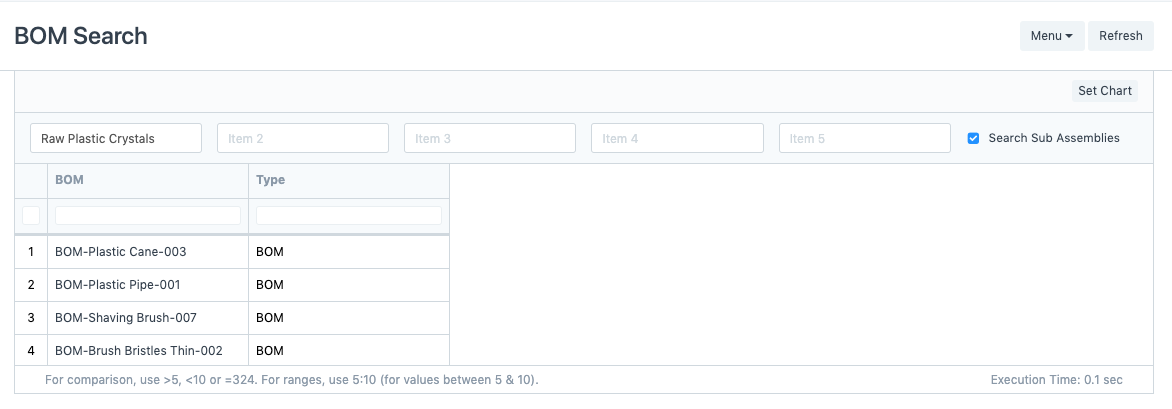 BOM Search
Menu Refresh
Set Chart
Raw Plastic Crystals Item 2 Item 3 Item 4 Item 5 Search Sub Assemblies
BOM Type
1 BOM-Plastic Cane-003 BOM
2 BOM-Plastic Pipe-001 BOM
3 BOM-Shaving Brush-007 BOM
4 BOM-Brush Bristles Thin-002 BOM
For comparison, use >5, <10 or =324. For ranges, use 5:10 (for values between 5 & 10). Execution Time: 0.1 sec